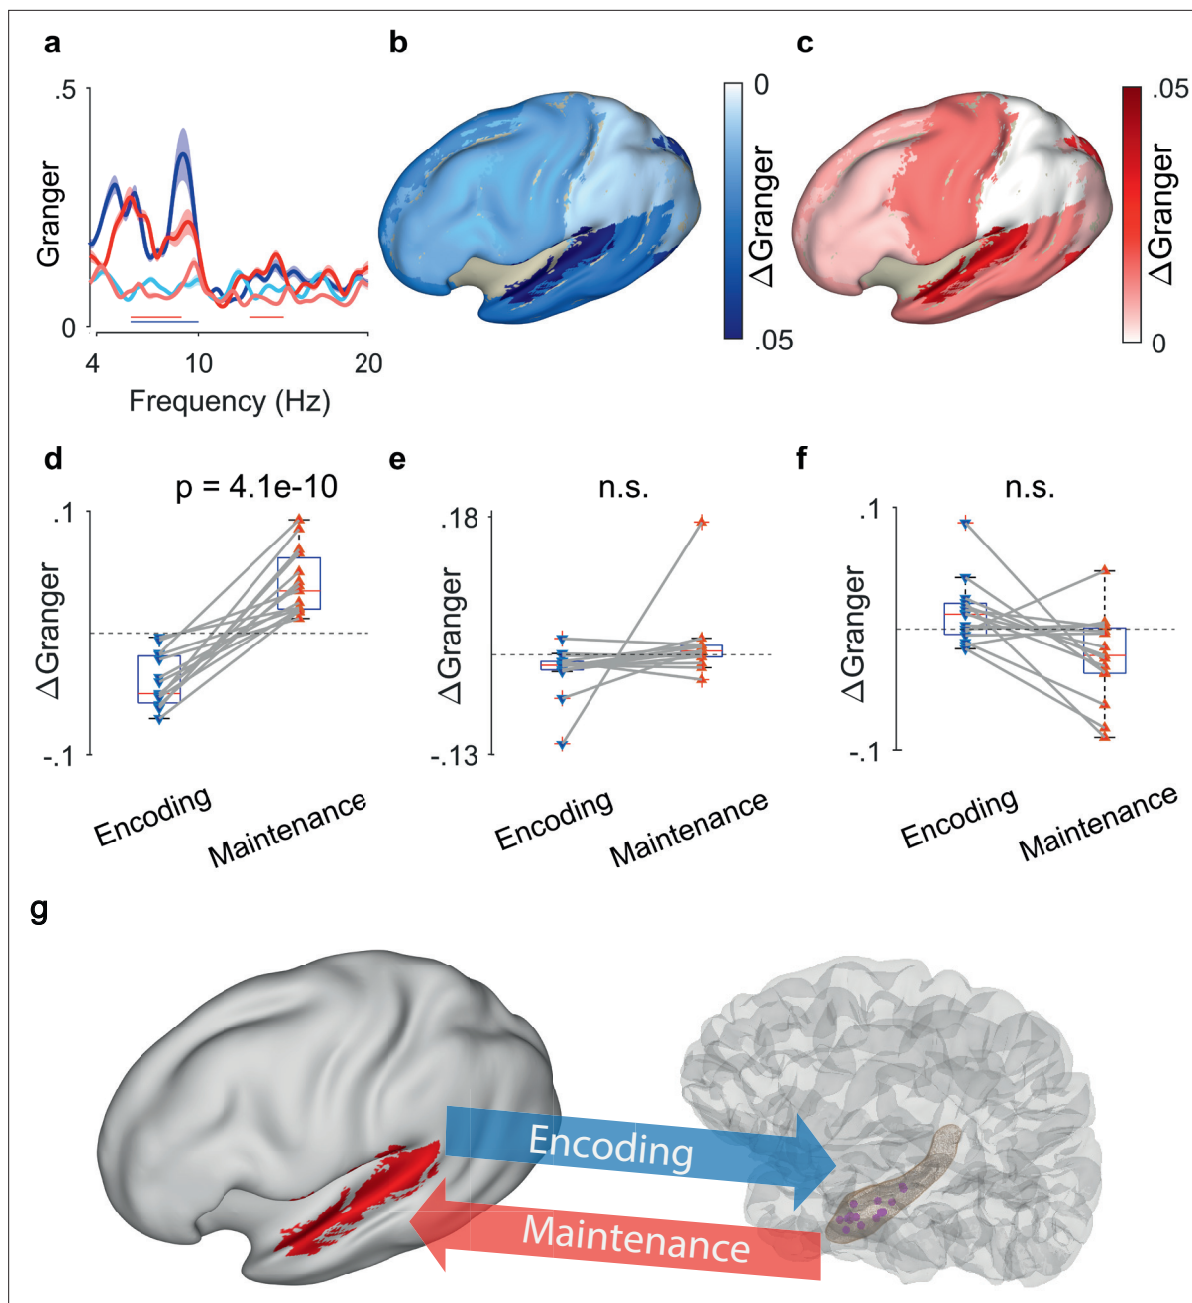 a
.5
Granger
0
4
10
20
Frequency (Hz)
b
0
ΔGranger
.05
c
.05
ΔGranger
0
d
p = 4.1e-10
.1
ΔGranger
-.1
Encoding
Maintenance
e
n.s.
.18
ΔGranger
-.13
Encoding
Maintenance
f
n.s.
.1
ΔGranger
-.1
Encoding
Maintenance
g
Encoding
Maintenance